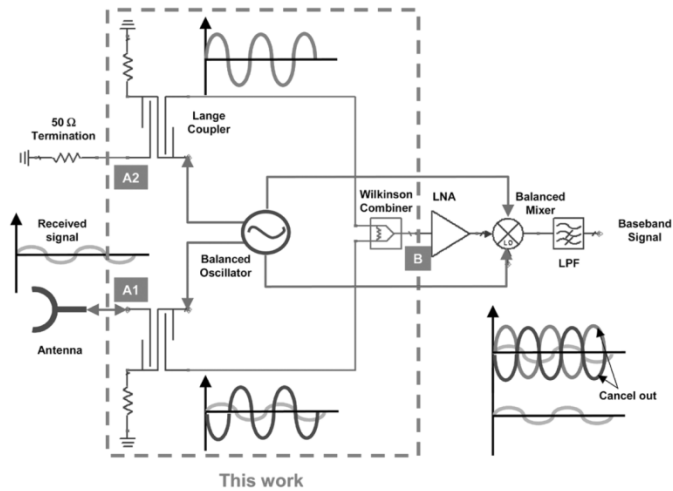 50 Ω
Termination
Lange
Coupler
A2
Received
signal
Balanced
Oscillator
Wilkinson
Combiner
LNA
Balanced
Mixer
LO
B
LPF
Baseband
Signal
A1
Antenna
Cancel out
This work